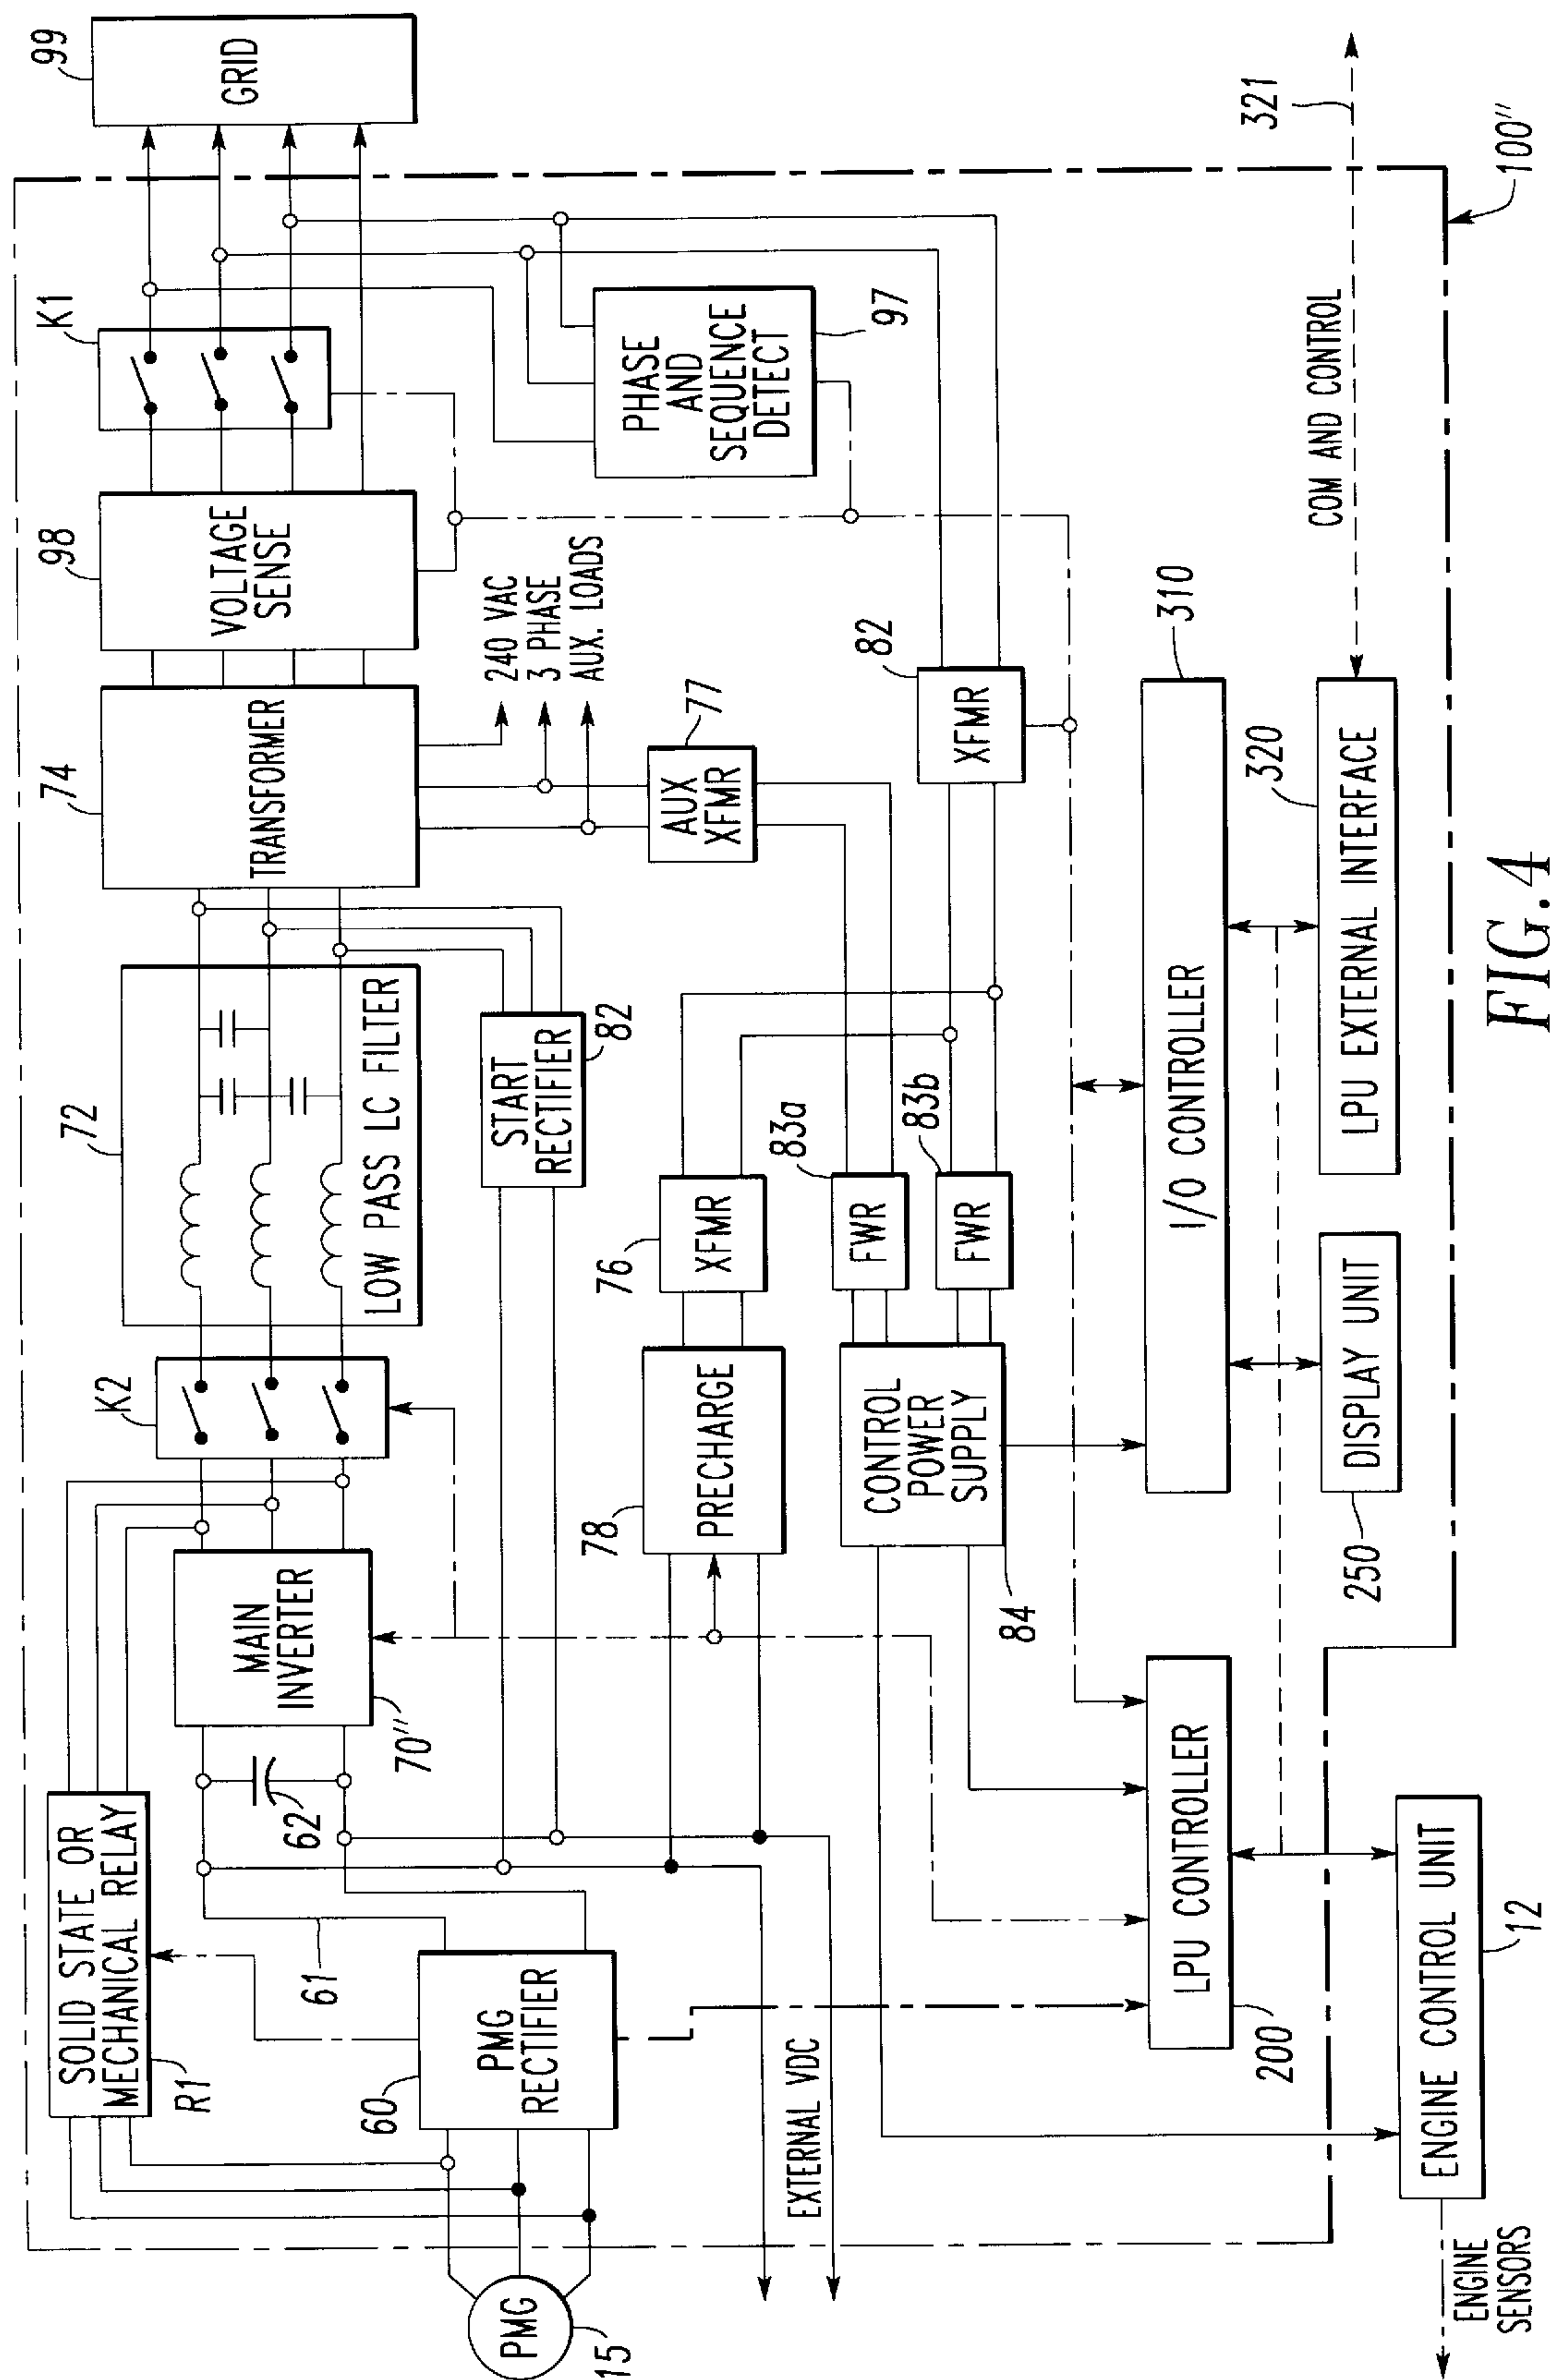 SOLID STATE OR
MECHANICAL RELAY
R1
K2
72
LOW PASS LC FILTER
74
TRANSFORMER
98
VOLTAGE
SENSE
K1
99
GRID
MAIN
INVERTER
70"
62
61
PMG
15
60
PMG
RECTIFIER
START
RECTIFIER
82
240 VAC
3 PHASE
AUX. LOADS
77
AUX
XFMR
PHASE
AND
SEQUENCE
DETECT
97
EXTERNAL VDC
78
PRECHARGE
76
XFMR
83a
FWR
83b
FWR
82
XFMR
CONTROL
POWER
SUPPLY
84
LPU CONTROLLER
200
I/O CONTROLLER
310
ENGINE CONTROL UNIT
12
ENGINE
SENSORS
DISPLAY UNIT
250
LPU EXTERNAL INTERFACE
320
COM AND CONTROL
321
100"
FIG. 4